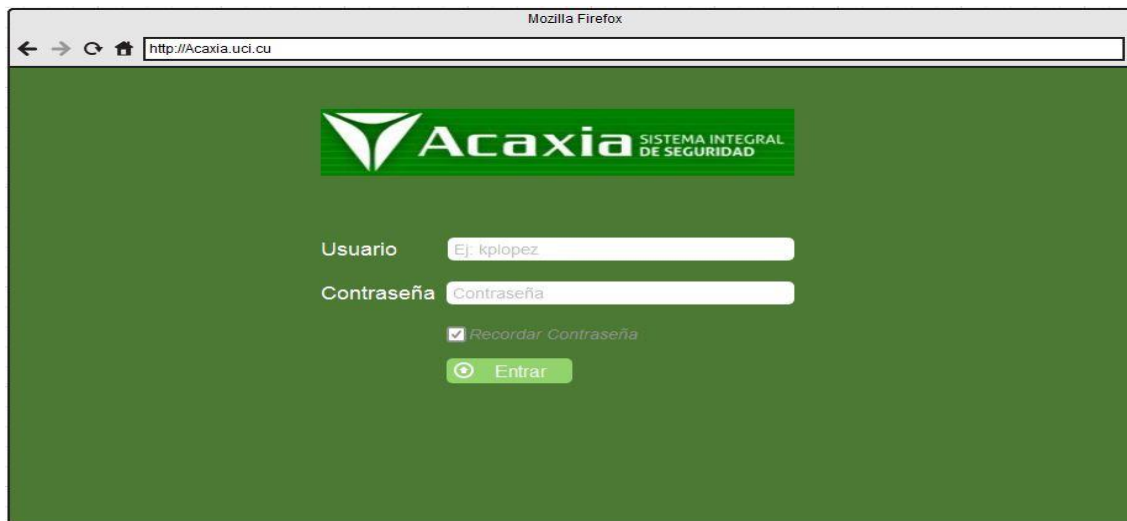 Mozilla Firefox
http://Acaxia.uci.cu
Acaxia SISTEMA INTEGRAL
DE SEGURIDAD
Usuario Ej: kplopez
Contraseña Contraseña
Recordar Contraseña
Entrar